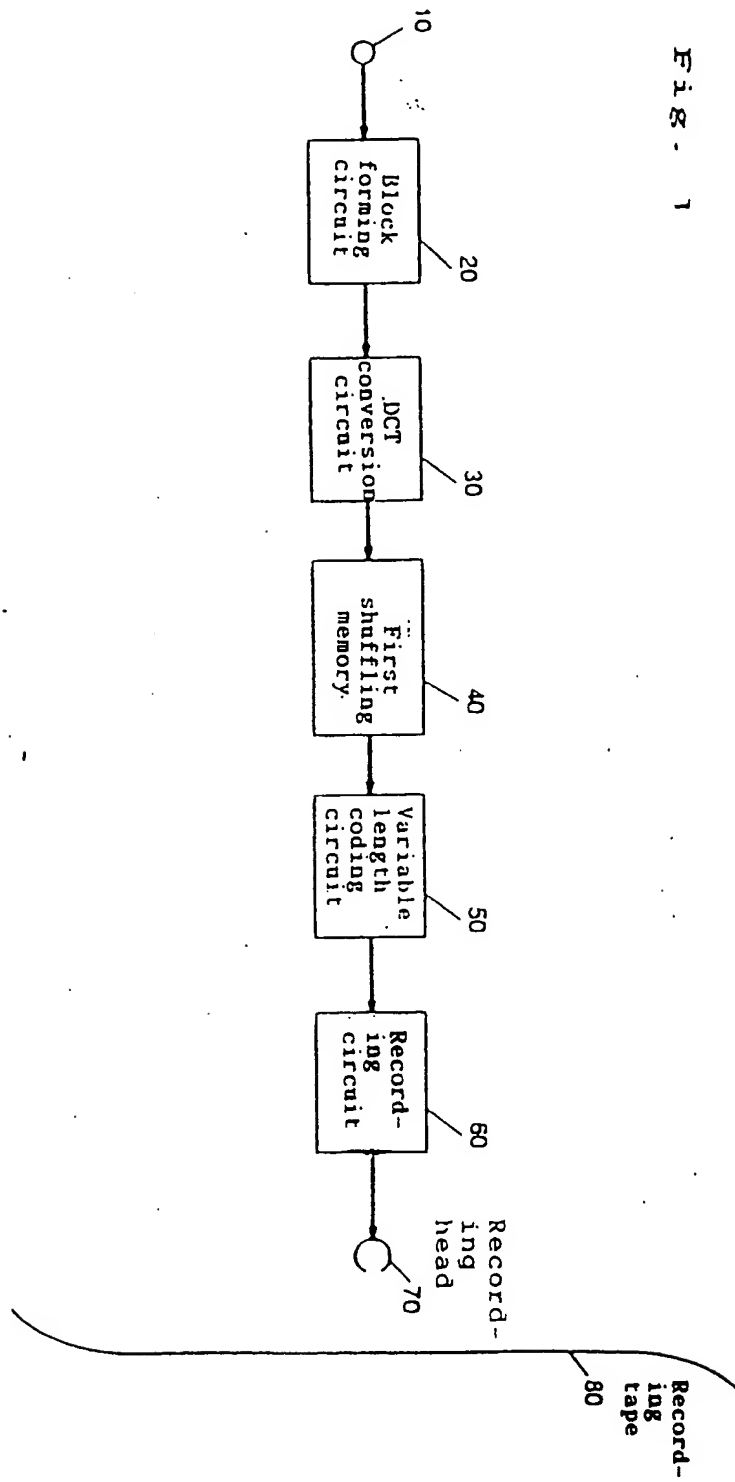 Fig. 1
10
Block
forming
circuit
20
DCT
conversion
circuit
30
First
shuffling
memory
40
Variable
length
coding
circuit
50
Record-
ing
circuit
60
Record-
ing
head
70
Record-
ing
tape
80